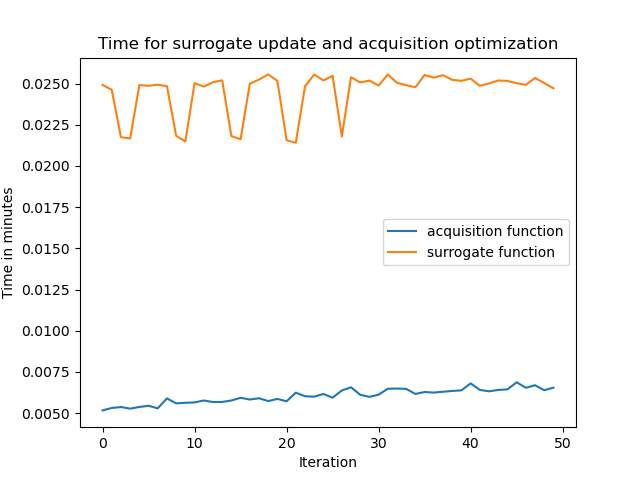 Time for surrogate update and acquisition optimization
0.0250
0.0225
0.0200
0.0175
0.0150
0.0125
0.0100
0.0075
0.0050
Time in minutes
acquisition function
surrogate function
0 10 20 30 40 50
Iteration